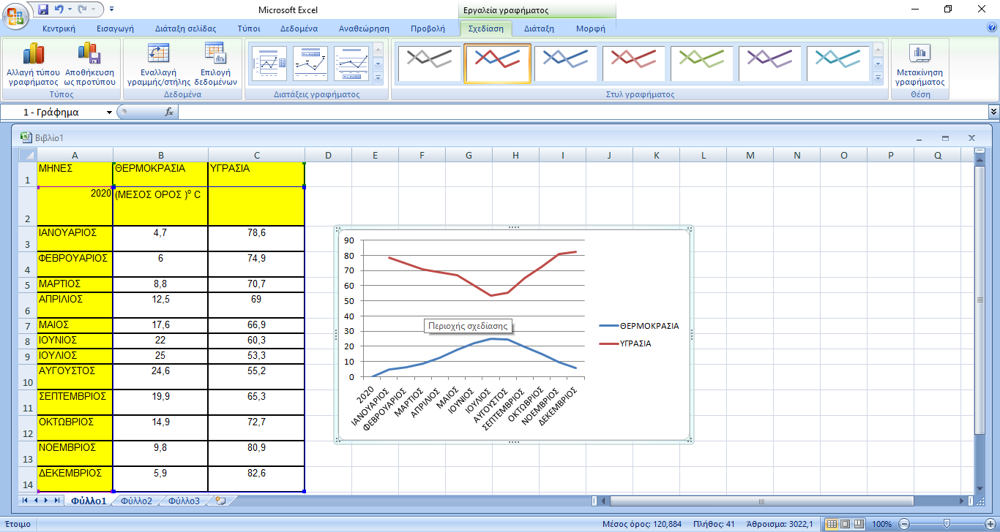 Microsoft Excel
Εργαλεία γραφήματος
Κεντρική Εισαγωγή Διάταξη σελίδας Τύποι Δεδομένα Αναθεώρηση Προβολή Σχεδίαση Διάταξη Μορφή
Αλλαγή τύπου γραφήματος
Αποθήκευση ως προτύπου
Εναλλαγή γραμμής/στήλης
Επιλογή δεδομένων
Μετακίνηση γραφήματος
Τύπος Δεδομένα Διατάξεις γραφήματος Στυλ γραφήματος Θέση
1 - Γράφημα fx
Βιβλίο1
A B C D E F G H I J K L M N O P Q
1 ΜΗΝΕΣ ΘΕΡΜΟΚΡΑΣΙΑ ΥΓΡΑΣΙΑ
2 2020 (ΜΕΣΟΣ ΟΡΟΣ )º C
3 ΙΑΝΟΥΑΡΙΟΣ 4,7 78,6
4 ΦΕΒΡΟΥΑΡΙΟΣ 6 74,9
5 ΜΑΡΤΙΟΣ 8,8 70,7
6 ΑΠΡΙΛΙΟΣ 12,5 69
7 ΜΑΙΟΣ 17,6 66,9
8 ΙΟΥΝΙΟΣ 22 60,3
9 ΙΟΥΛΙΟΣ 25 53,3
10 ΑΥΓΟΥΣΤΟΣ 24,6 55,2
11 ΣΕΠΤΕΜΒΡΙΟΣ 19,9 65,3
12 ΟΚΤΩΒΡΙΟΣ 14,9 72,7
13 ΝΟΕΜΒΡΙΟΣ 9,8 80,9
14 ΔΕΚΕΜΒΡΙΟΣ 5,9 82,6
90
80
70
60
50
40
30
20
10
0
Περιοχής σχεδίασης
ΘΕΡΜΟΚΡΑΣΙΑ
ΥΓΡΑΣΙΑ
2020
ΙΑΝΟΥΑΡΙΟΣ
ΦΕΒΡΟΥΑΡΙΟΣ
ΜΑΡΤΙΟΣ
ΑΠΡΙΛΙΟΣ
ΜΑΙΟΣ
ΙΟΥΝΙΟΣ
ΙΟΥΛΙΟΣ
ΑΥΓΟΥΣΤΟΣ
ΣΕΠΤΕΜΒΡΙΟΣ
ΟΚΤΩΒΡΙΟΣ
ΝΟΕΜΒΡΙΟΣ
ΔΕΚΕΜΒΡΙΟΣ
Φύλλο1 Φύλλο2 Φύλλο3
Έτοιμο Μέσος όρος: 120,884 Πλήθος: 41 Άθροισμα: 3022,1 100%